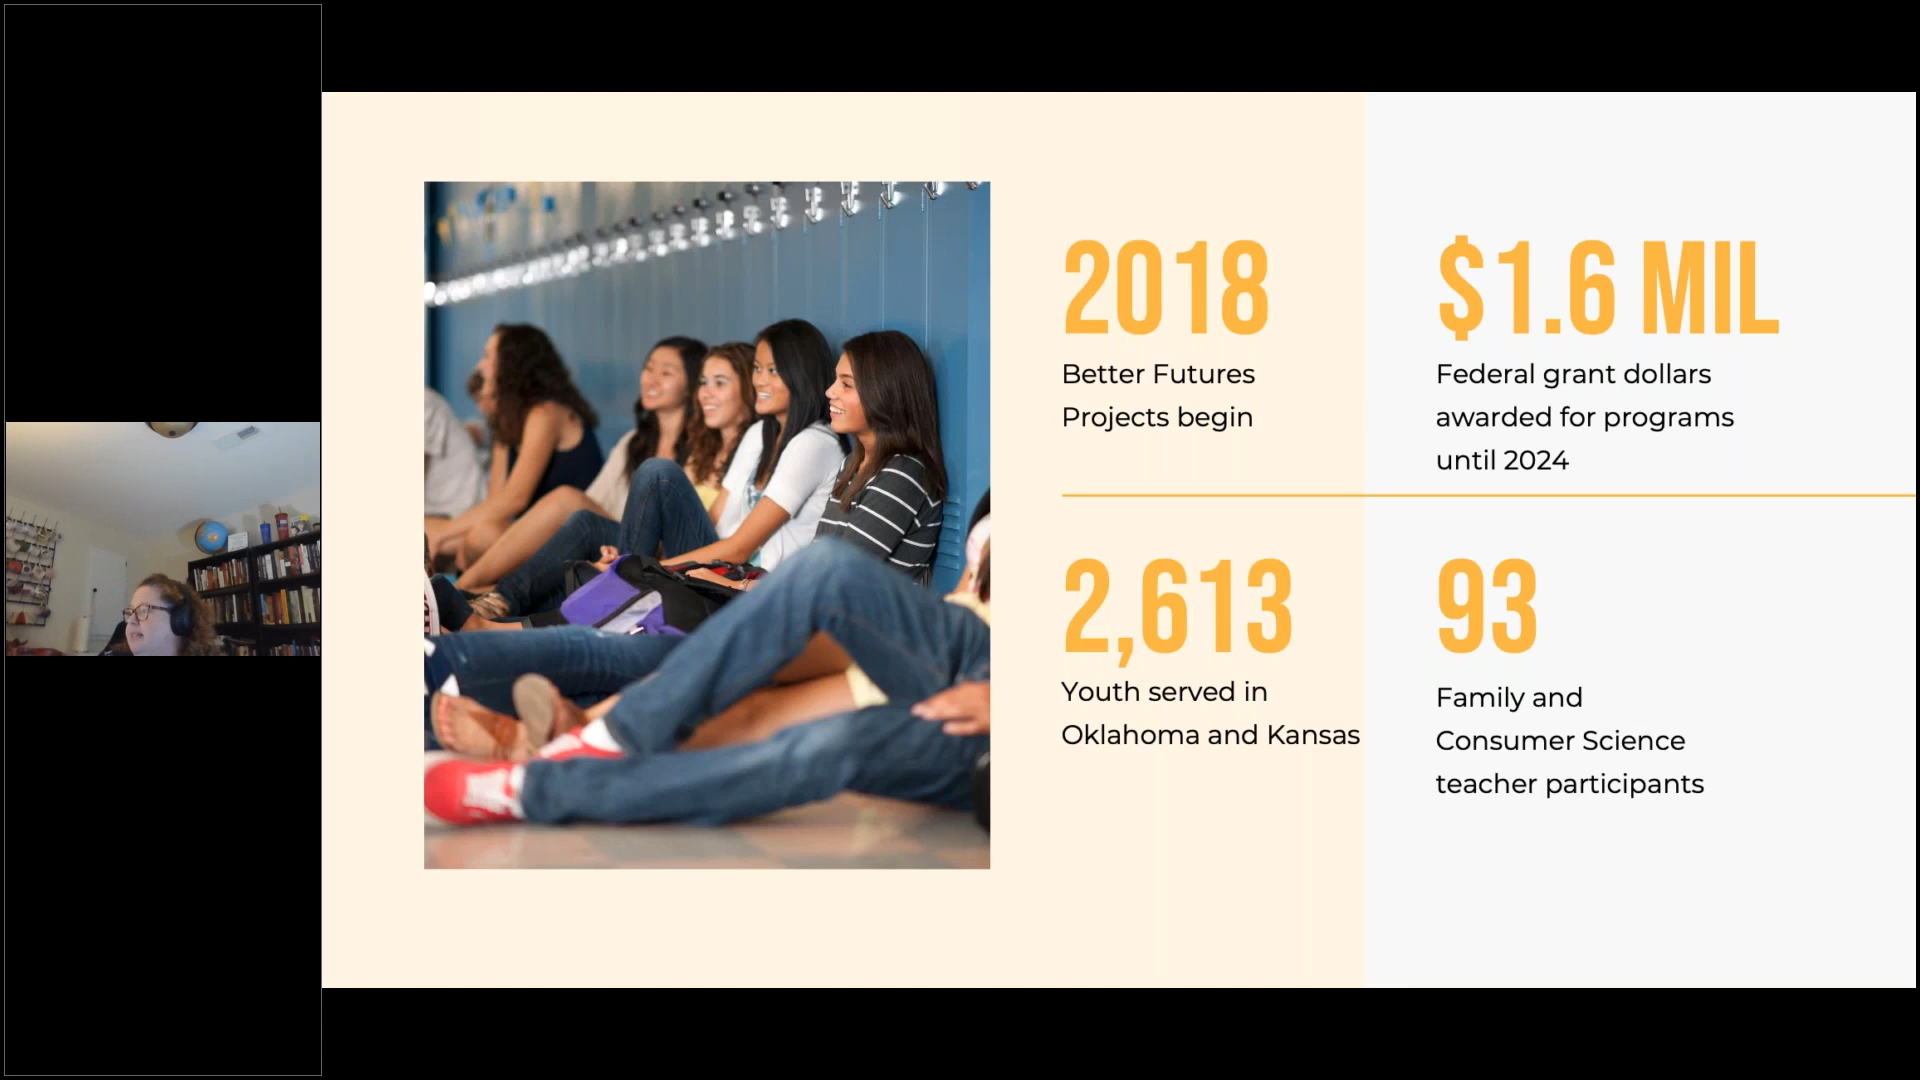 2018
Better Futures
Projects begin
$1.6 MIL
Federal grant dollars
awarded for programs
until 2024
2,613
Youth served in
Oklahoma and Kansas
93
Family and
Consumer Science
teacher participants